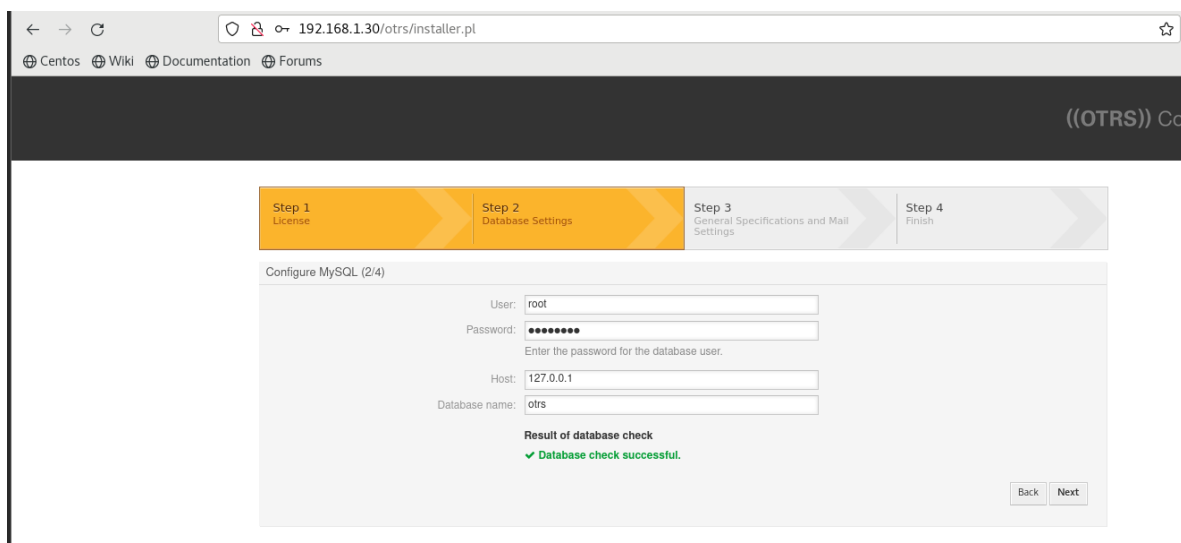 192.168.1.30/otrs/installer.pl
Centos Wiki Documentation Forums
((OTRS)) Co
Step 1
License
Step 2
Database Settings
Step 3
General Specifications and Mail
Settings
Step 4
Finish
Configure MySQL (2/4)
User: root
Password: ●●●●●●●●
Enter the password for the database user.
Host: 127.0.0.1
Database name: otrs
Result of database check
✔ Database check successful.
Back Next